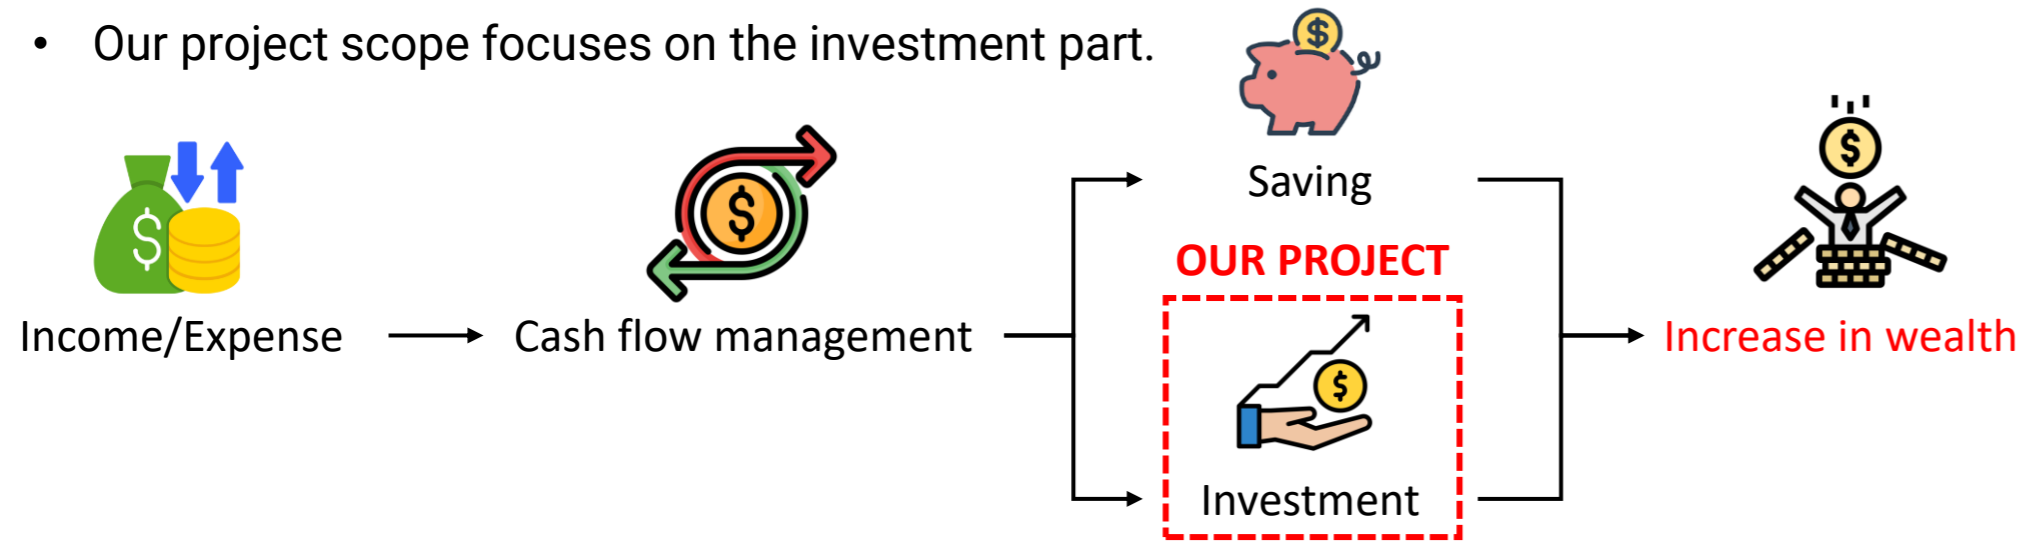 • Our project scope focuses on the investment part.
Income/Expense
Cash flow management
Saving
OUR PROJECT
Investment
Increase in wealth